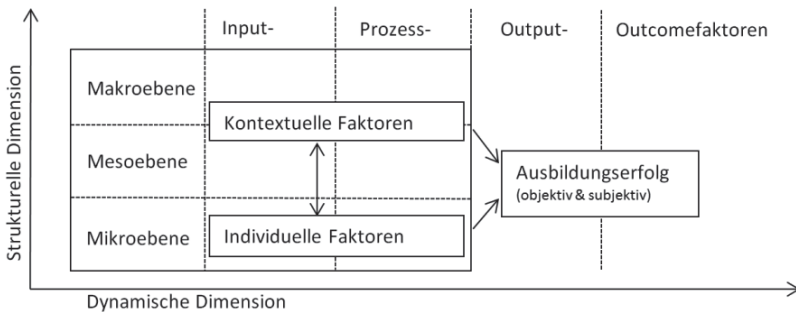 Input-
Prozess-
Output-
Outcomefaktoren
Strukturelle Dimension
Makroebene
Kontextuelle Faktoren
Mesoebene
Ausbildungserfolg
(objektiv & subjektiv)
Mikroebene
Individuelle Faktoren
Dynamische Dimension